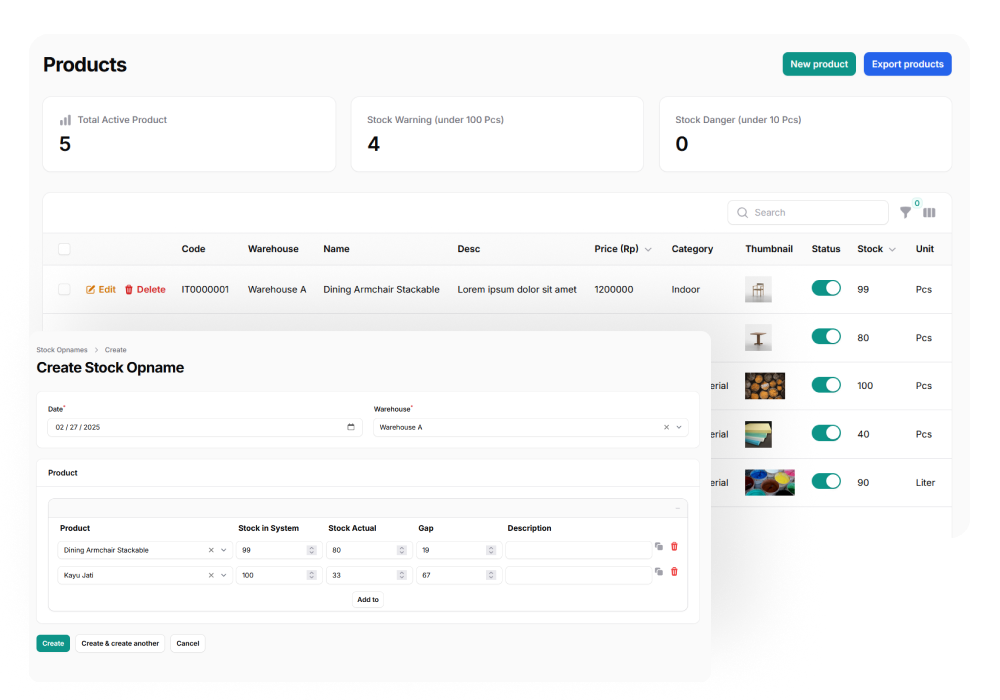 Products
New product Export products
Total Active Product
5
Stock Warning (under 100 Pcs)
4
Stock Danger (under 10 Pcs)
0
Search 0
Code Warehouse Name Desc Price (Rp) Category Thumbnail Status Stock Unit
Edit Delete IT0000001 Warehouse A Dining Armchair Stackable Lorem ipsum dolor sit amet 1200000 Indoor 99 Pcs
80 Pcs
erial 100 Pcs
erial 40 Pcs
erial 90 Liter
Stock Opnames > Create
Create Stock Opname
Date* Warehouse*
02 / 27 / 2025 Warehouse A
Product
Product Stock in System Stock Actual Gap Description
Dining Armchair Stackable 99 80 19
Kayu Jati 100 33 67
Add to
Create Create & create another Cancel